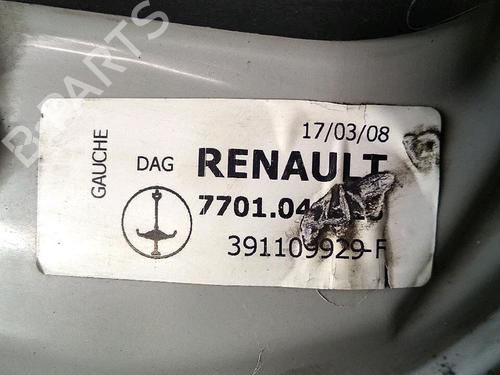 B-PARTS
GAUCHE
17/03/08
DAG RENAULT
391109929-F